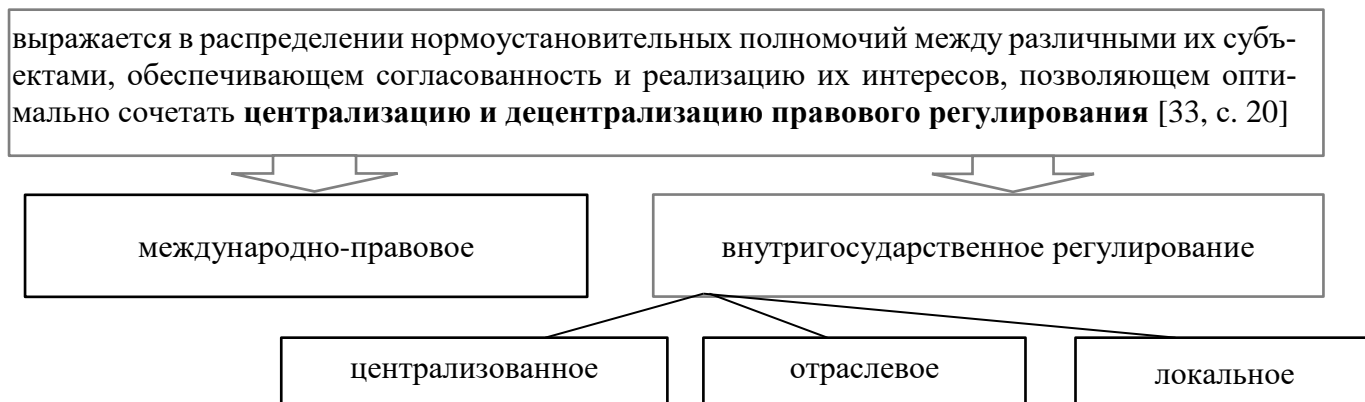 выражается в распределении нормоустановительных полномочий между различными их субъ-
ектами, обеспечивающем согласованность и реализацию их интересов, позволяющем опти-
мально сочетать централизацию и децентрализацию правового регулирования [33, с. 20]
международно-правовое
внутригосударственное регулирование
централизованное
отраслевое
локальное